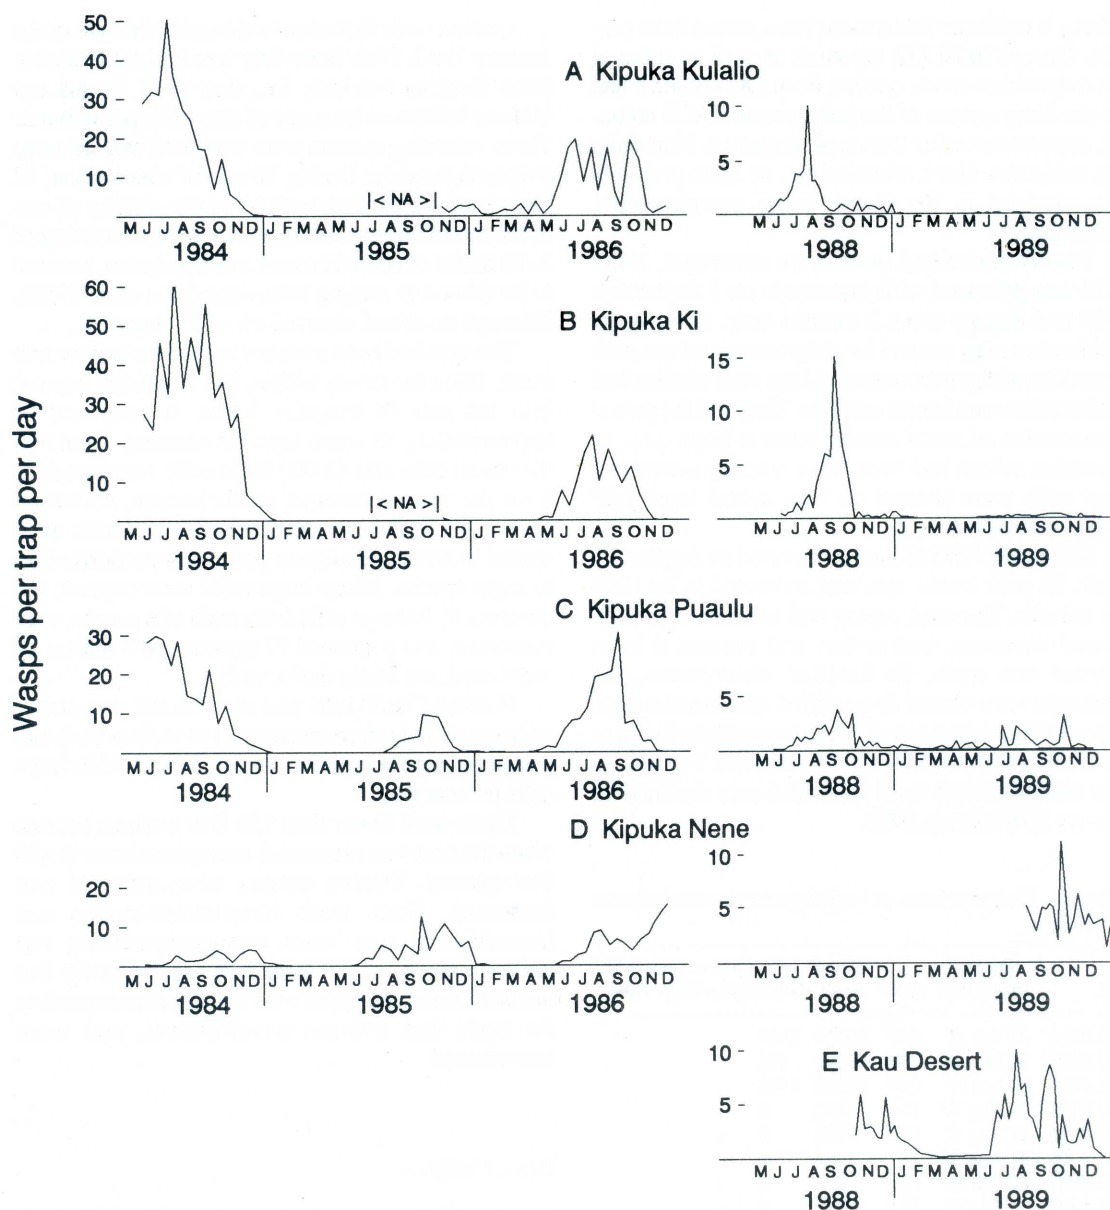 Wasps per trap per day
A Kipuka Kulalio
50
40
30
20
10
|< NA >|
M J J A S O N D J F M A M J J A S O N D J F M A M J J A S O N D
1984 1985 1986
10
5
M J J A S O N D J F M A M J J A S O N D
1988 1989
B Kipuka Ki
60
50
40
30
20
10
|< NA >|
M J J A S O N D J F M A M J J A S O N D J F M A M J J A S O N D
1984 1985 1986
15
10
5
M J J A S O N D J F M A M J J A S O N D
1988 1989
C Kipuka Puaulu
30
20
10
M J J A S O N D J F M A M J J A S O N D J F M A M J J A S O N D
1984 1985 1986
5
M J J A S O N D J F M A M J J A S O N D
1988 1989
D Kipuka Nene
20
10
M J J A S O N D J F M A M J J A S O N D J F M A M J J A S O N D
1984 1985 1986
10
5
M J J A S O N D J F M A M J J A S O N D
1988 1989
E Kau Desert
10
5
M J J A S O N D J F M A M J J A S O N D
1988 1989